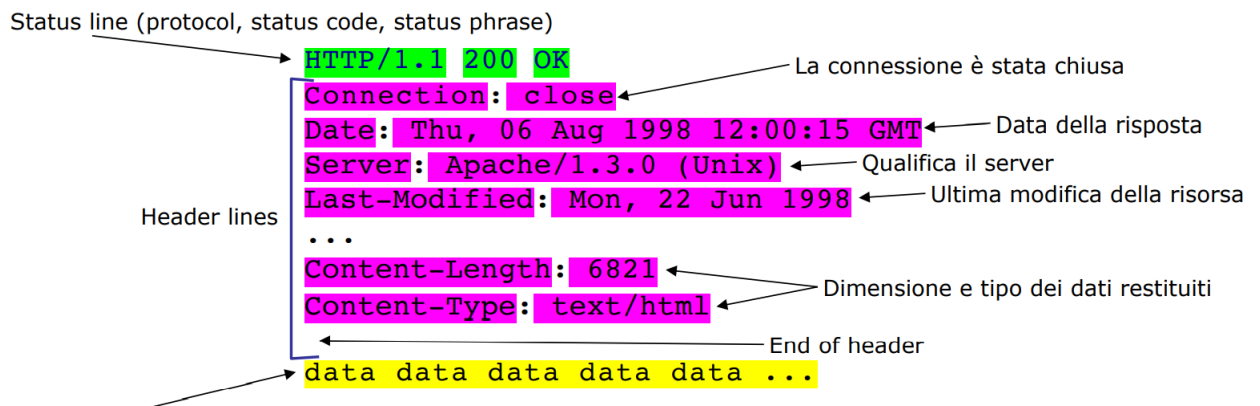 Status line (protocol, status code, status phrase)
HTTP/1.1 200 OK
Connection: close
La connessione è stata chiusa
Date: Thu, 06 Aug 1998 12:00:15 GMT
Data della risposta
Server: Apache/1.3.0 (Unix)
Qualifica il server
Last-Modified: Mon, 22 Jun 1998
Ultima modifica della risorsa
Header lines
...
Content-Length: 6821
Content-Type: text/html
Dimensione e tipo dei dati restituiti
End of header
data data data data data ...